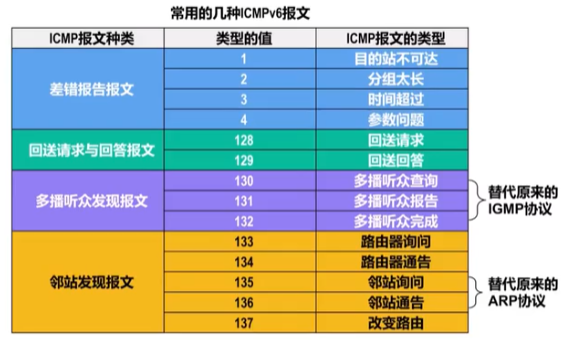 常用的几种ICMPv6报文
ICMP报文种类 类型的值 ICMP报文的类型
差错报告报文
1 目的站不可达
2 分组太长
3 时间超过
4 参数问题
回送请求与回答报文
128 回送请求
129 回送回答
多播听众发现报文
130 多播听众查询
131 多播听众报告
132 多播听众完成
替代原来的
IGMP协议
邻站发现报文
133 路由器询问
134 路由器通告
135 邻站询问
136 邻站通告
137 改变路由
替代原来的
ARP协议